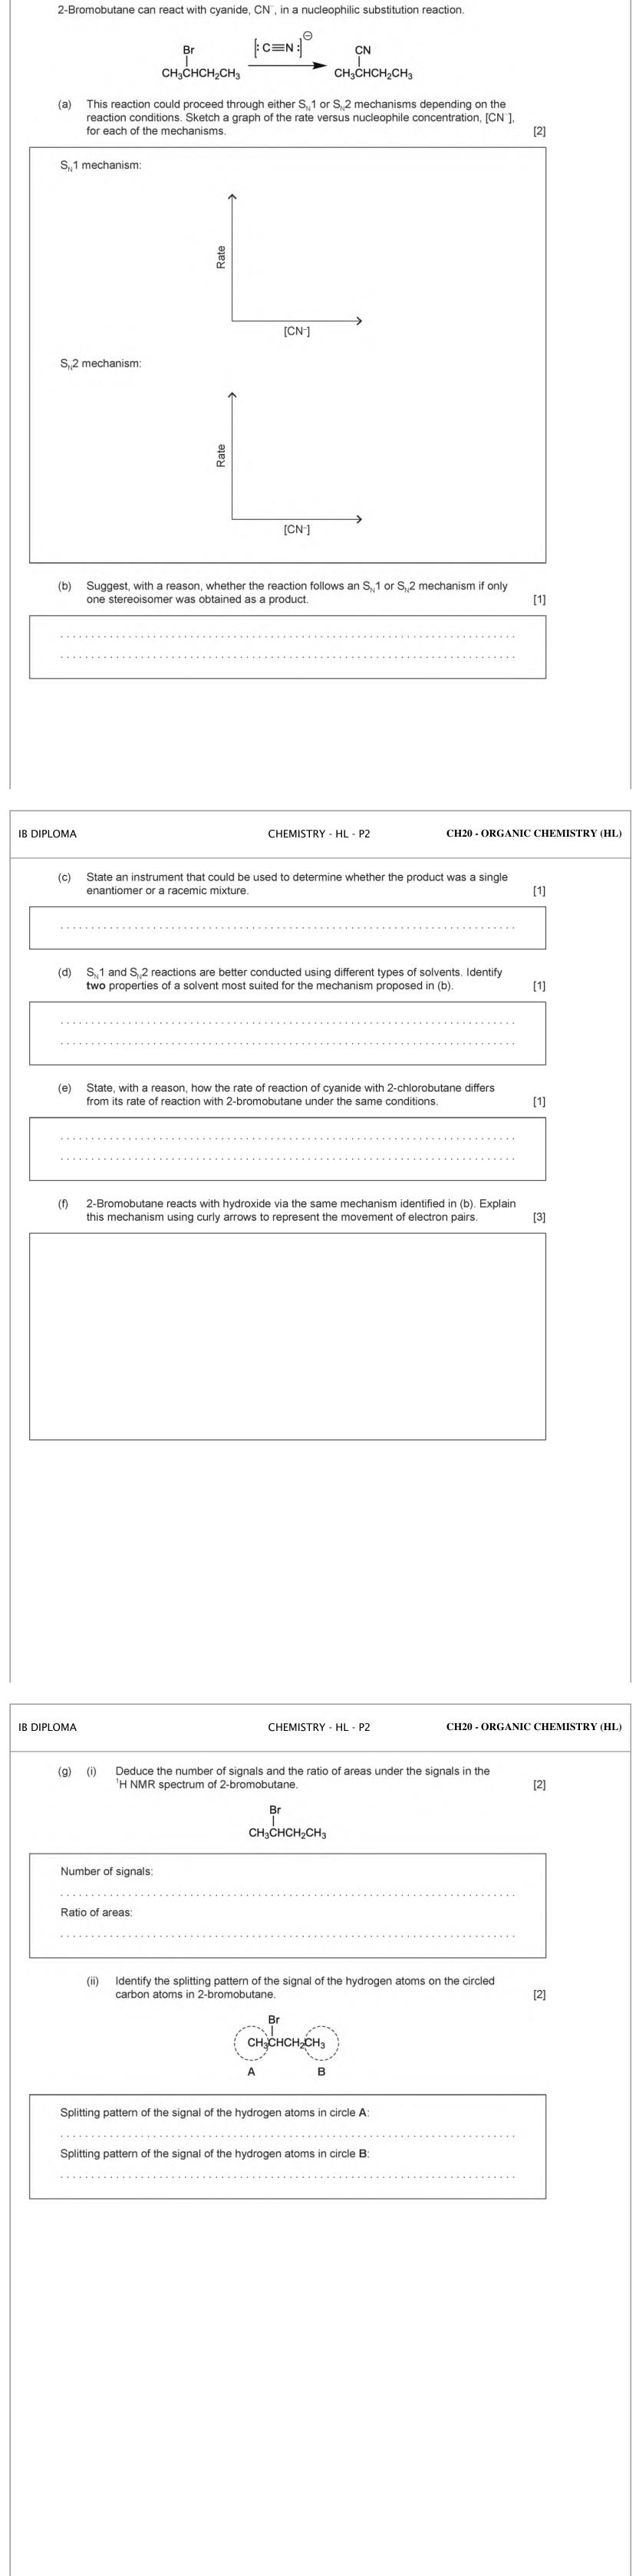 2-Bromobutane can react with cyanide, CN⁻, in a nucleophilic substitution reaction.
Br
[:C≡N:]⊖
CN
CH₃CHCH₂CH₃
CH₃CHCH₂CH₃
(a) This reaction could proceed through either SN1 or SN2 mechanisms depending on the
reaction conditions. Sketch a graph of the rate versus nucleophile concentration, [CN⁻],
for each of the mechanisms. [2]
SN1 mechanism:
Rate
[CN⁻]
SN2 mechanism:
Rate
[CN⁻]
(b) Suggest, with a reason, whether the reaction follows an SN1 or SN2 mechanism if only
one stereoisomer was obtained as a product. [1]
IB DIPLOMA CHEMISTRY - HL - P2 CH20 - ORGANIC CHEMISTRY (HL)
(c) State an instrument that could be used to determine whether the product was a single
enantiomer or a racemic mixture. [1]
(d) SN1 and SN2 reactions are better conducted using different types of solvents. Identify
two properties of a solvent most suited for the mechanism proposed in (b). [1]
(e) State, with a reason, how the rate of reaction of cyanide with 2-chlorobutane differs
from its rate of reaction with 2-bromobutane under the same conditions. [1]
(f) 2-Bromobutane reacts with hydroxide via the same mechanism identified in (b). Explain
this mechanism using curly arrows to represent the movement of electron pairs. [3]
IB DIPLOMA CHEMISTRY - HL - P2 CH20 - ORGANIC CHEMISTRY (HL)
(g) (i) Deduce the number of signals and the ratio of areas under the signals in the
¹H NMR spectrum of 2-bromobutane. [2]
Br
CH₃CHCH₂CH₃
Number of signals:
Ratio of areas:
(ii) Identify the splitting pattern of the signal of the hydrogen atoms on the circled
carbon atoms in 2-bromobutane. [2]
Br
CH₃CHCH₂CH₃
A B
Splitting pattern of the signal of the hydrogen atoms in circle A:
Splitting pattern of the signal of the hydrogen atoms in circle B: